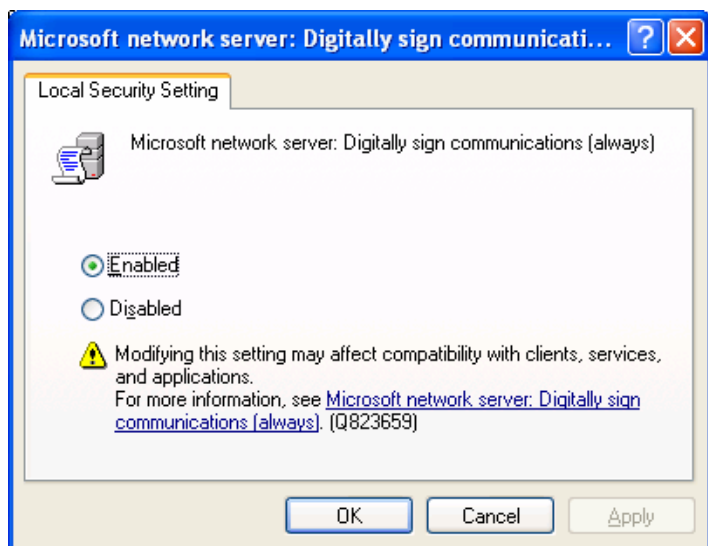 Microsoft network server: Digitally sign communicati...
Local Security Setting
Microsoft network server: Digitally sign communications (always)
Enabled
Disabled
Modifying this setting may affect compatibility with clients, services,
and applications.
For more information, see Microsoft network server: Digitally sign
communications (always). (Q823659)
OK
Cancel
Apply